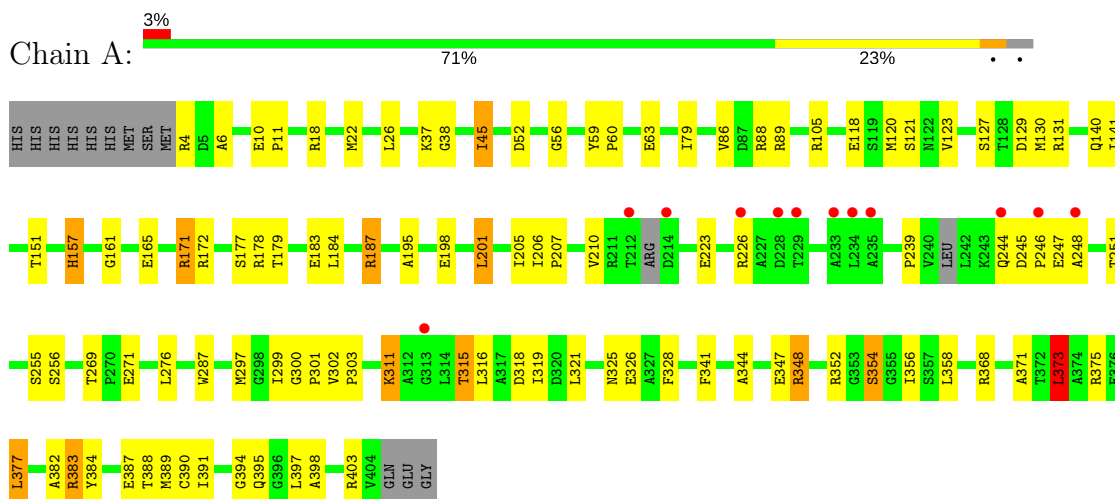 3%
Chain A:
71% 23% • •
HIS HIS HIS HIS HIS HIS MET SER MET R4 D5 A6 E10 P11 R18 M22 L26 K37 G38 I45 D52 G56 Y59 P60 E63 I79 V86 D87 R88 R89 R105 E118 S119 M120 S121 N122 V123 S127 T128 D129 M130 R131 Q140 I141
T151 H157 G161 E165 R171 R172 S177 R178 T179 E183 L184 R187 A195 E198 L201 I205 I206 P207 V210 R211 T212 ARG D214 E223 R226 A227 D228 T229 A233 L234 A235 P239 V240 LEU L242 K243 Q244 D245 P246 E247 A248 T251
S255 S256 T269 P270 E271 L276 W287 M297 G298 I299 G300 P301 V302 P303 K311 A312 G313 L314 T315 L316 A317 D318 I319 D320 L321 N325 E326 A327 F328 F341 A344 E347 R348 R352 G353 S354 G355 I356 S357 L358 R368 A371 T372 L373 A374 R375 E376
L377 A382 R383 Y384 E387 T388 M389 C390 I391 G394 Q395 G396 L397 A398 R403 V404 GLN GLU GLY